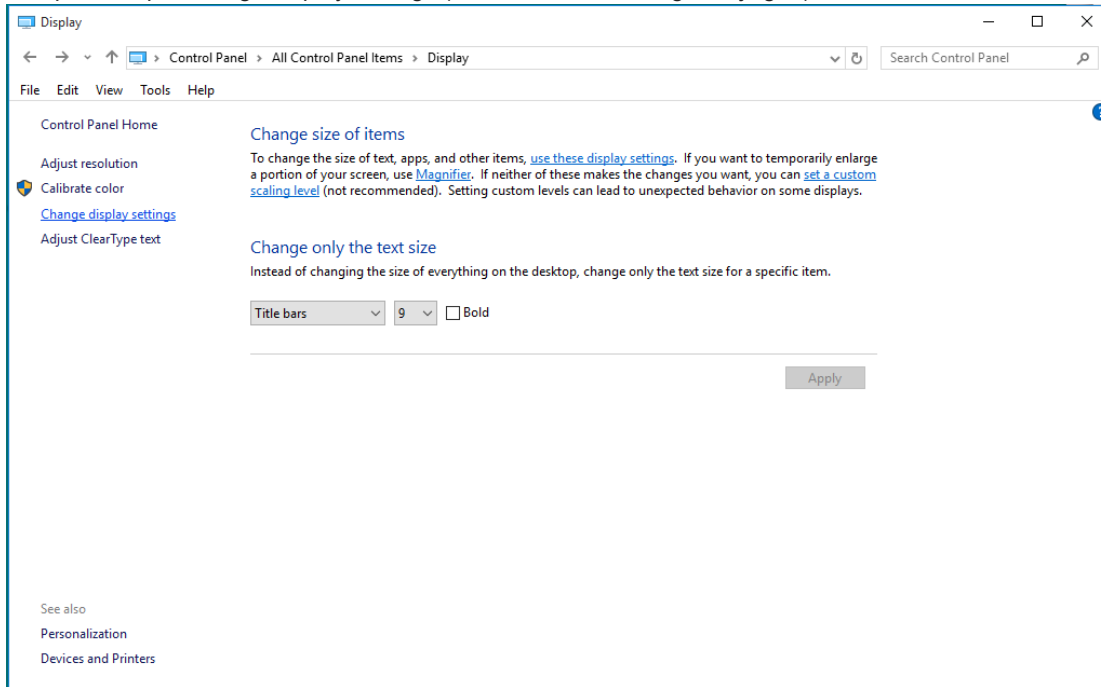 Display
Control Panel > All Control Panel Items > Display
Search Control Panel
File Edit View Tools Help
Control Panel Home
Adjust resolution
Calibrate color
Change display settings
Adjust ClearType text
Change size of items
To change the size of text, apps, and other items, use these display settings. If you want to temporarily enlarge
a portion of your screen, use Magnifier. If neither of these makes the changes you want, you can set a custom
scaling level (not recommended). Setting custom levels can lead to unexpected behavior on some displays.
Change only the text size
Instead of changing the size of everything on the desktop, change only the text size for a specific item.
Title bars 9 Bold
Apply
See also
Personalization
Devices and Printers